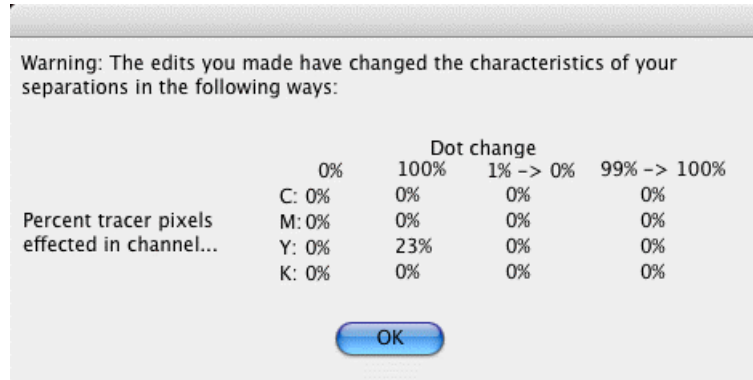 Warning: The edits you made have changed the characteristics of your
separations in the following ways:
Dot change
0% 100% 1% -> 0% 99% -> 100%
C: 0% 0% 0% 0%
Percent tracer pixels M: 0% 0% 0% 0%
effected in channel... Y: 0% 23% 0% 0%
K: 0% 0% 0% 0%
OK